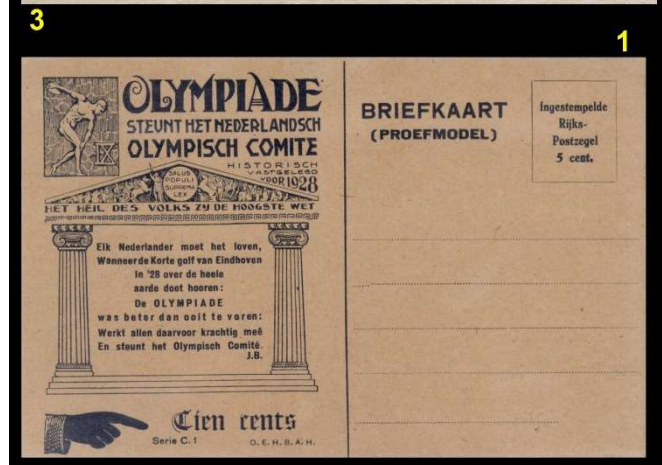 3
1
OLYMPIADE
STEUNT HET NEDERLANDSCH
OLYMPISCH COMITE
HISTORISCH
VASTGELEGD
VOOR 1928
IX
SALUS
POPULI
SUPREMA
LEX
HET HEIL DES VOLKS ZY DE HOOGSTE WET
Elk Nederlander moet het loven,
Wanneer de Korte golf van Eindhoven
In '28 over de heele
aarde doet hooren:
De OLYMPIADE
was beter dan ooit te voren:
Werkt allen daarvoor krachtig meê
En steunt het Olympisch Comité.
J.B.
Tien cents
Serie C. 1
O. E. H. B. A. H.
BRIEFKAART
(PROEFMODEL)
Ingestempelde
Rijks-
Postzegel
5 cent.